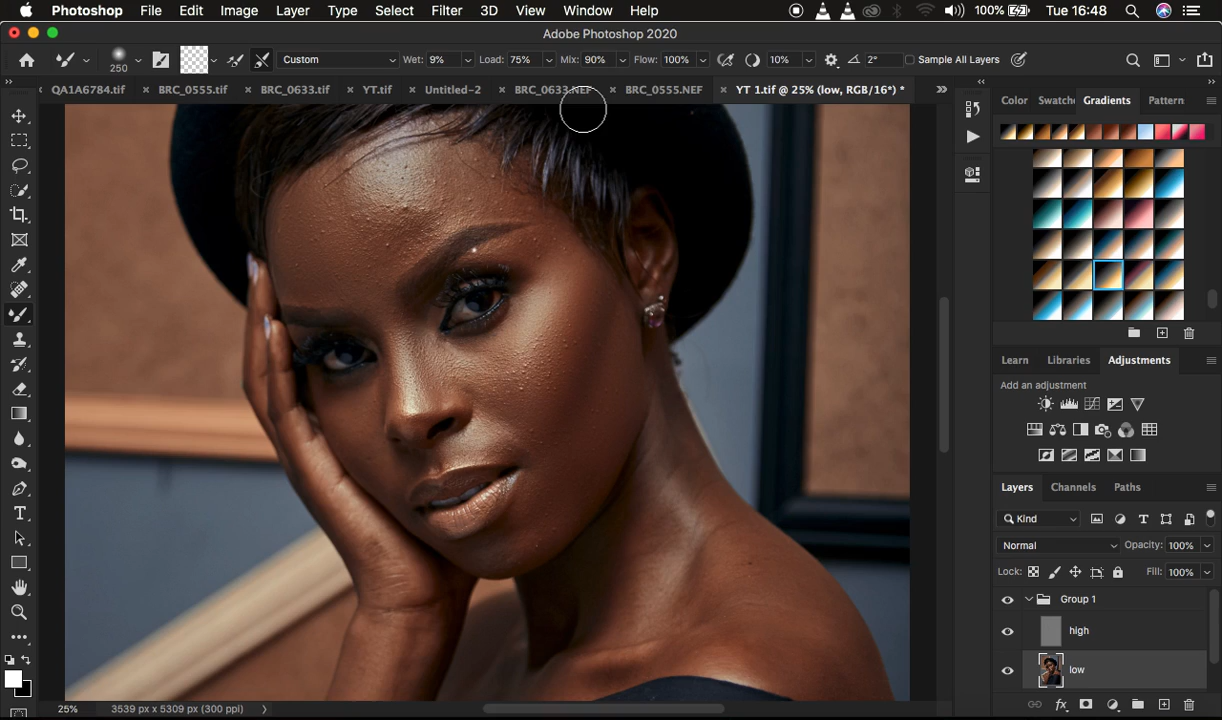 Photoshop File Edit Image Layer Type Select Filter 3D View Window Help 100% Tue 16:48
Adobe Photoshop 2020
250 Custom Wet: 9% Load: 75% Mix: 90% Flow: 100% 10% 2° Sample All Layers
QA1A6784.tif BRC_0555.tif BRC_0633.tif YT.tif Untitled-2 BRC_0633.NEF BRC_0555.NEF YT 1.tif @ 25% (low, RGB/16*) *
Color Swatche Gradients Pattern
Learn Libraries Adjustments
Add an adjustment
Layers Channels Paths
Kind
Normal Opacity: 100%
Lock: Fill: 100%
Group 1
high
low
25% 3539 px x 5309 px (300 ppi)